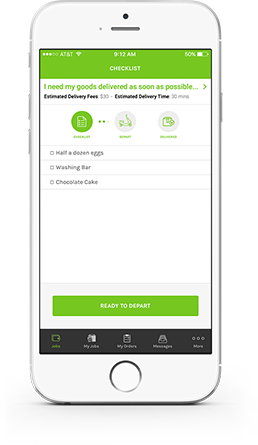 AT&T 9:12 AM 50%
CHECKLIST
I need my goods delivered as soon as possible...
Estimated Delivery Fees: $30 - Estimated Delivery Time: 30 mins
CHECKLIST DEPART DELIVERED
Half a dozen eggs
Washing Bar
Chocolate Cake
READY TO DEPART
Jobs My Jobs My Orders Messages More